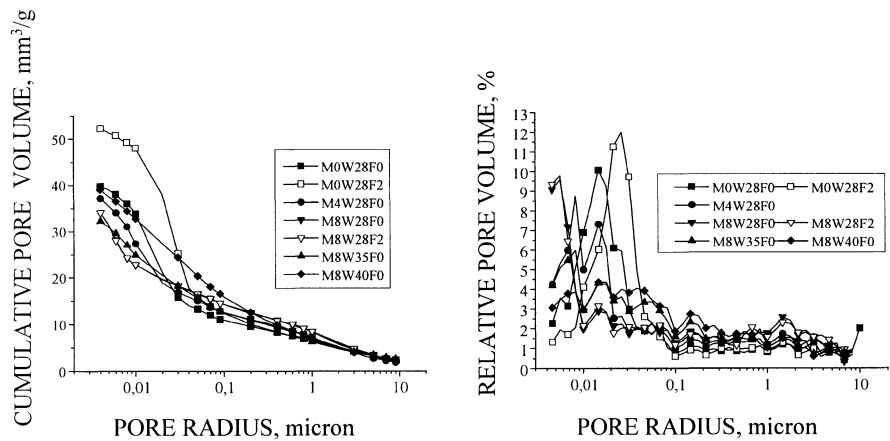 CUMULATIVE PORE VOLUME, mm³/g
50
40
30
20
10
0
0,01
0,1
1
10
PORE RADIUS, micron
M0W28F0
M0W28F2
M4W28F0
M8W28F0
M8W28F2
M8W35F0
M8W40F0
RELATIVE PORE VOLUME, %
13
12
11
10
9
8
7
6
5
4
3
2
1
0
0,01
0,1
1
10
PORE RADIUS, micron
M0W28F0 M0W28F2
M4W28F0
M8W28F0 M8W28F2
M8W35F0 M8W40F0